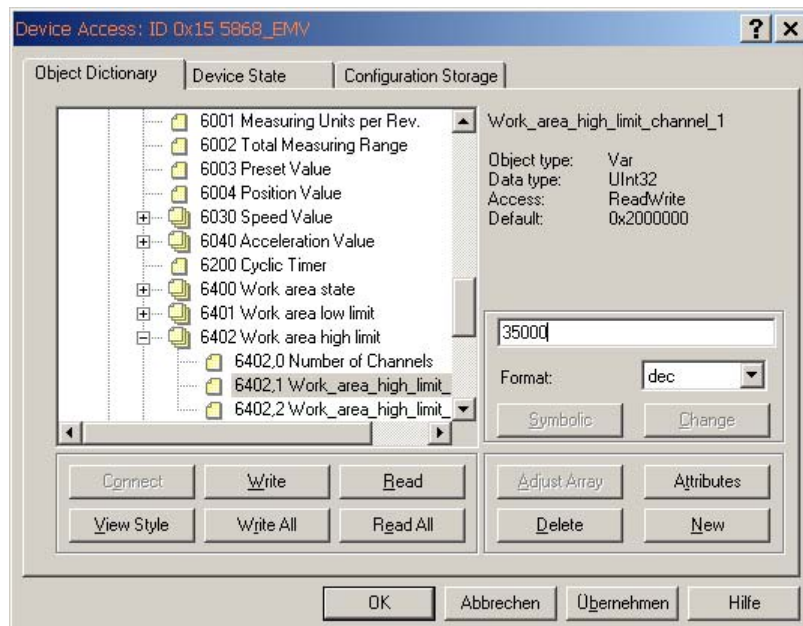 Device Access: ID 0x15 5868_EMV
Object Dictionary
Device State
Configuration Storage
6001 Measuring Units per Rev.
6002 Total Measuring Range
6003 Preset Value
6004 Position Value
6030 Speed Value
6040 Acceleration Value
6200 Cyclic Timer
6400 Work area state
6401 Work area low limit
6402 Work area high limit
6402,0 Number of Channels
6402,1 Work_area_high_limit_
6402,2 Work_area_high_limit_
Work_area_high_limit_channel_1
Object type: Var
Data type: UInt32
Access: ReadWrite
Default: 0x2000000
35000
Format: dec
Symbolic Change
Connect Write Read
View Style Write All Read All
Adjust Array Attributes
Delete New
OK Abbrechen Übernehmen Hilfe